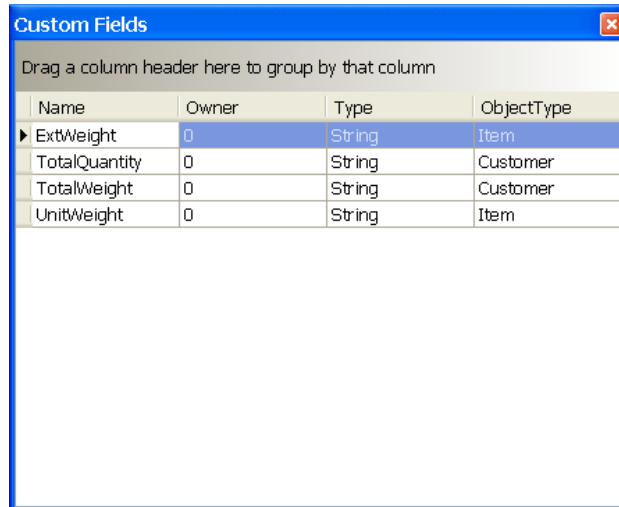 Custom Fields
Drag a column header here to group by that column
Name Owner Type ObjectType
ExtWeight 0 String Item
TotalQuantity 0 String Customer
TotalWeight 0 String Customer
UnitWeight 0 String Item